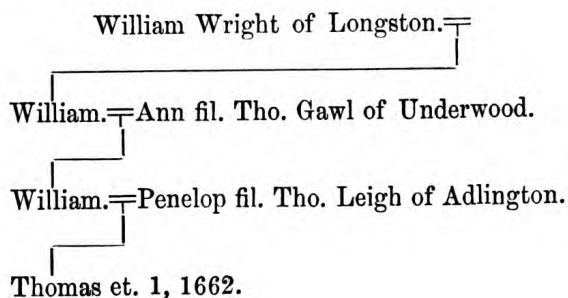 William Wright of Longston.
William. Ann fil. Tho. Gawl of Underwood.
William. Penelop fil. Tho. Leigh of Adlington.
Thomas et. 1, 1662.